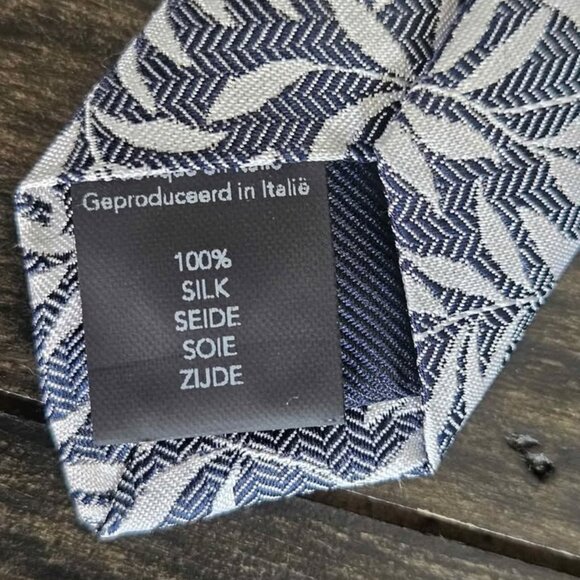 Geproduceerd in Italië
100%
SILK
SEIDE
SOIE
ZIJDE